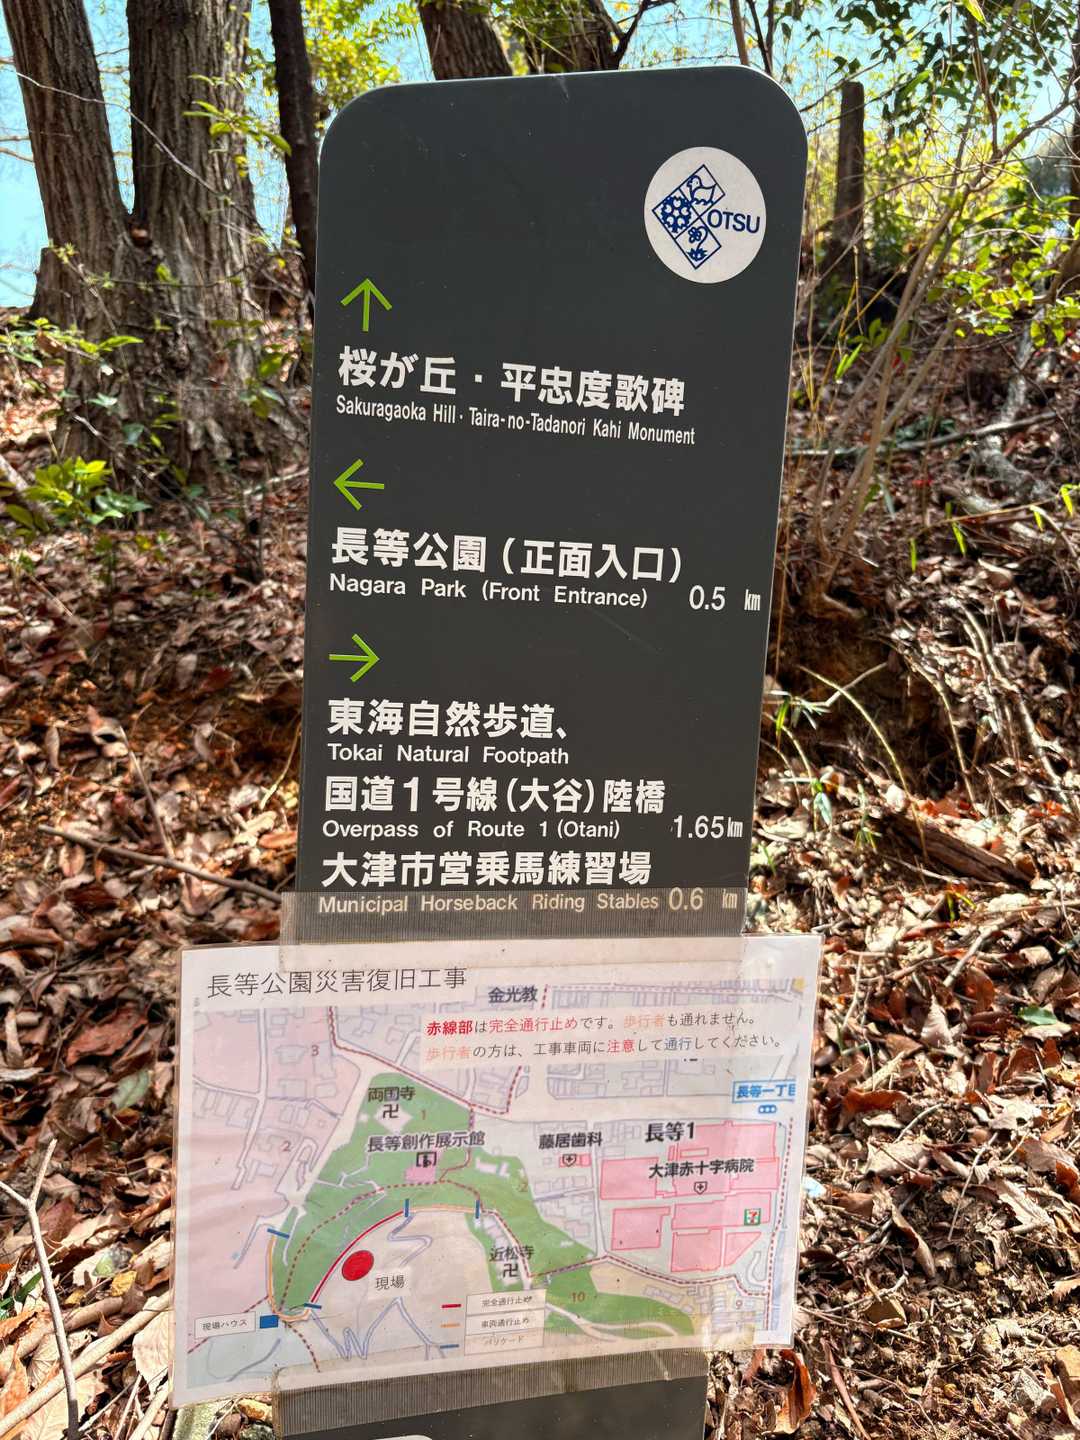 OTSU
桜が丘・平忠度歌碑
Sakuragaoka Hill・Taira-no-Tadanori Kahi Monument
長等公園(正面入口)
Nagara Park (Front Entrance) 0.5 km
東海自然歩道、
Tokai Natural Footpath
国道1号線(大谷)陸橋
Overpass of Route 1 (Otani) 1.65km
大津市営乗馬練習場
Municipal Horseback Riding Stables 0.6 km
長等公園災害復旧工事
金光教
赤線部は完全通行止めです。歩行者も通れません。
歩行者の方は、工事車両に注意して通行してください。
3
12
長等一丁目
両国寺
1
2
長等創作展示館
藤居歯科
長等1
大津赤十字病院
2
7
近松寺
現場
10
9
現場ハウス
完全通行止め
車両通行止め
バリケード